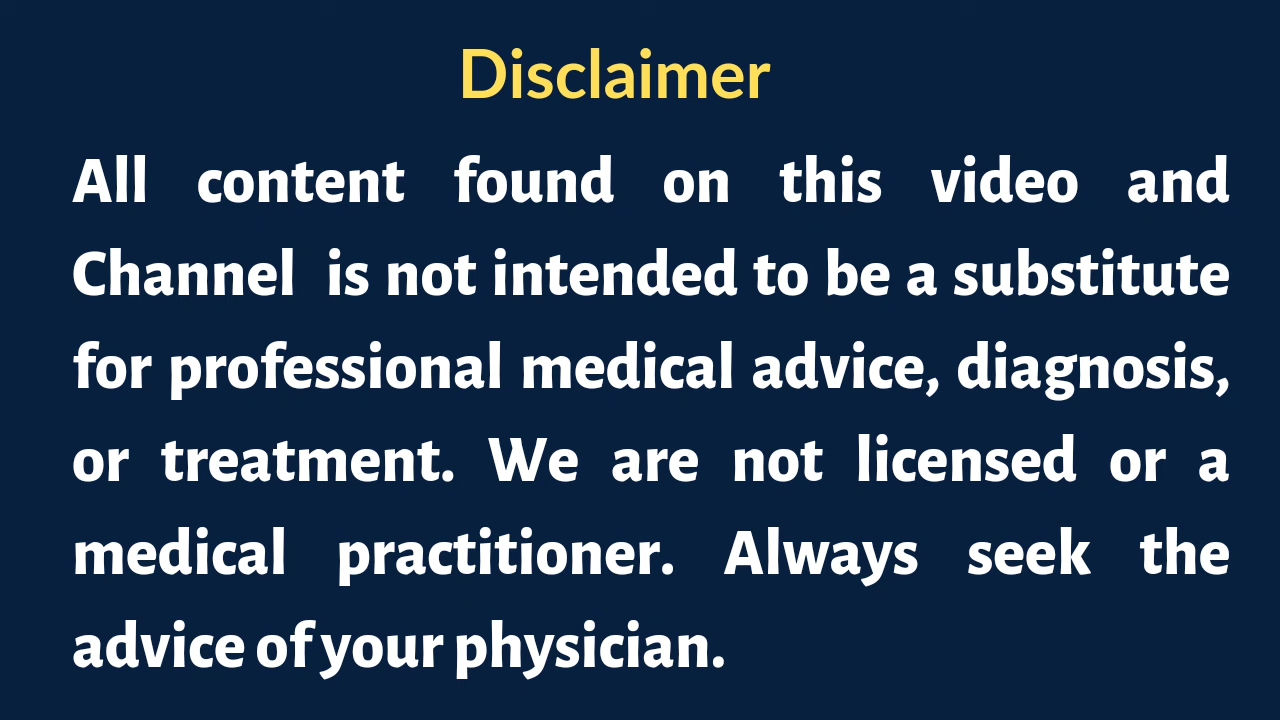 Disclaimer
All content found on this video and
Channel is not intended to be a substitute
for professional medical advice, diagnosis,
or treatment. We are not licensed or a
medical practitioner. Always seek the
advice of your physician.